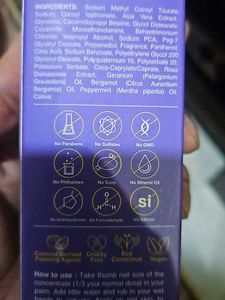 INGREDIENTS: Sodium Methyl Cocoyl Taurate,
Sodium Cocoyl Isethionate, Aloe Vera Extract,
Glycerine, Cocamidopropyl Betaine, Glycol Distearate,
Cocamide Monoethanolamine, Behentrimonium
Chloride Isopropyl Alcohol, Sodium PCA, Peg-7
Glyceryl Cocoate, Propanediol, Fragrance, Panthenol,
Citric Acid, Sodium Benzoate, Polyethylene Glycol 200
Glyceryl Stearate, Polyquaternium 10, Polysorbate 20,
Potassium Sorbate, Coco-Caprylate/Caprate, Rosa
Damascena Extract, Geranium (Pelargonium
Graveolens) Oil, Bergamot (Citrus Aurantium
Bergamia) Oil, Peppermint (Mentha piperita) Oil,
Colour.
No Parabens No Sulfates No GMO
No Phthalates No Soap No Mineral Oil
H H
Si
No Formaldehyde No Silicon
Coconut Derived Foaming Agents
Cruelty Free
Eco Conscious
Vegan
How to use : Take thumb nail size of the
concentrate (1/3 your normal dose) in your
palm. Add little water and rub in your wet